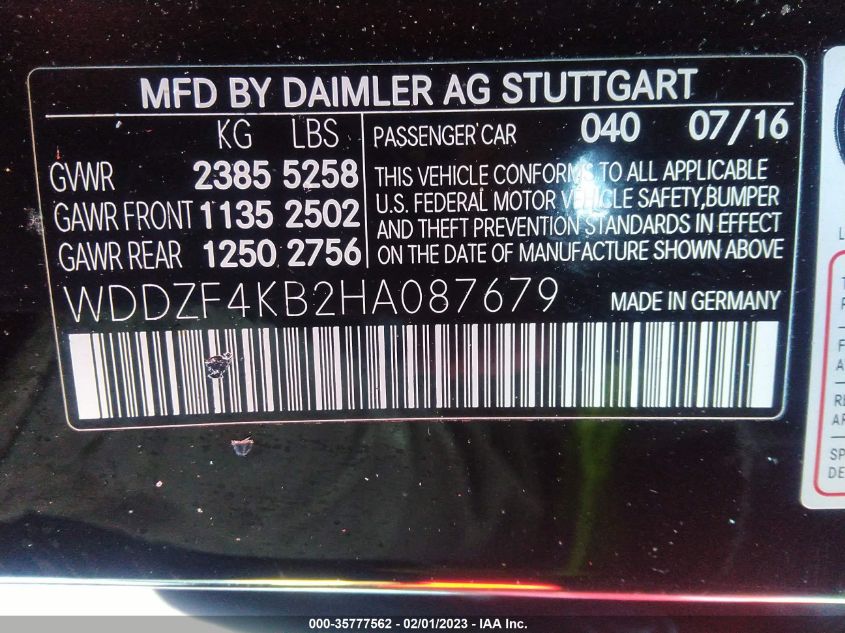 MFD BY DAIMLER AG STUTTGART
KG LBS
GVWR 2385 5258
GAWR FRONT 1135 2502
GAWR REAR 1250 2756
PASSENGER CAR 040 07/16
THIS VEHICLE CONFORMS TO ALL APPLICABLE
U.S. FEDERAL MOTOR VEHICLE SAFETY,BUMPER
AND THEFT PREVENTION STANDARDS IN EFFECT
ON THE DATE OF MANUFACTURE SHOWN ABOVE
WDDZF4KB2HA087679 MADE IN GERMANY
000-35777562 - 02/01/2023 - IAA Inc.